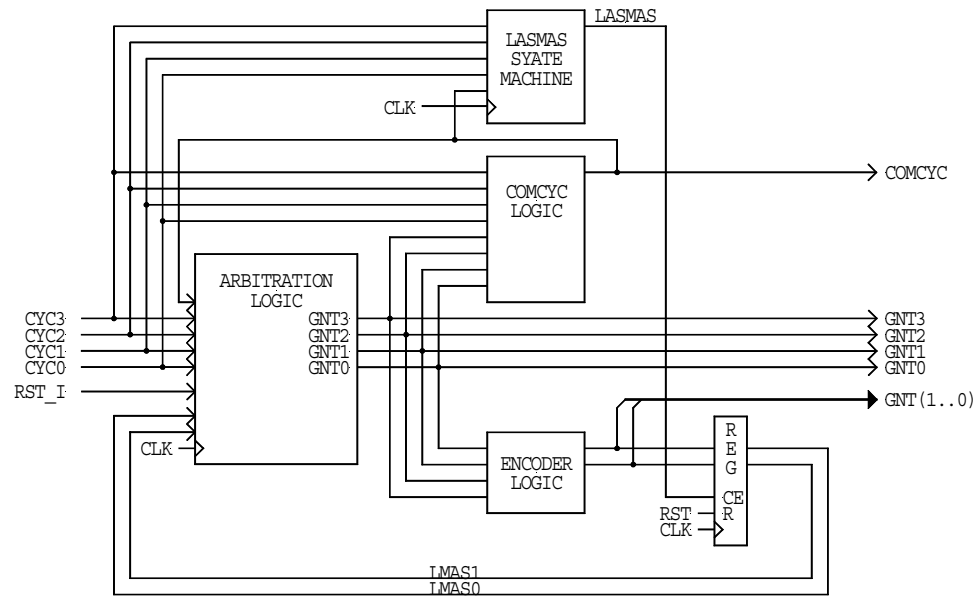 LASMAS
LASMAS
SYATE
MACHINE
CLK
COMCYC
LOGIC
COMCYC
ARBITRATION
LOGIC
CYC3
CYC2
CYC1
CYC0
RST_I
CLK
GNT3
GNT2
GNT1
GNT0
GNT3
GNT2
GNT1
GNT0
GNT(1..0)
ENCODER
LOGIC
R
E
G
CE
R
RST
CLK
LMAS1
LMAS0